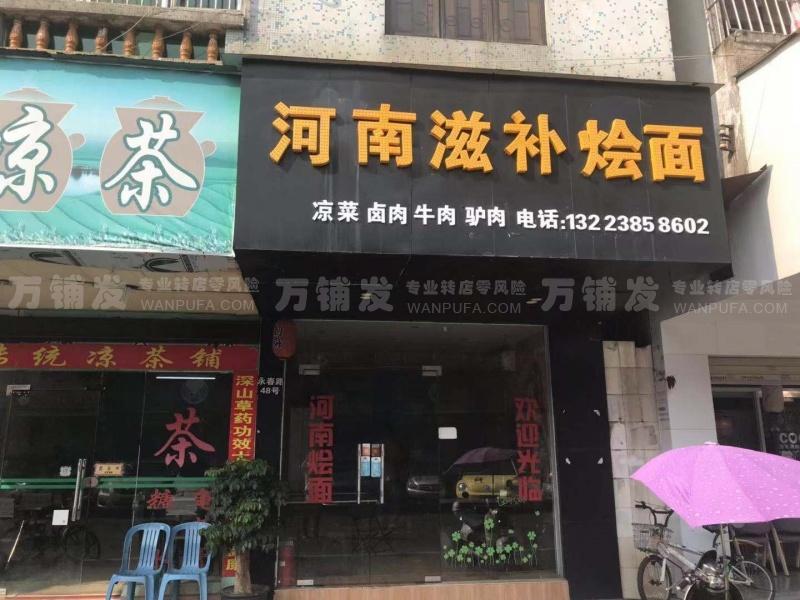 凉茶
河南滋补烩面
凉菜 卤肉 牛肉 驴肉 电话:13223858602
万铺发 专业转店零风险 WANPUFA.COM
万铺发 专业转店零风险 WANPUFA.COM
万铺发 专业转店零风险 WANPUFA.COM
传统凉茶铺
永春路
48号
深山草药功效
茶
河南烩面
欢迎光临